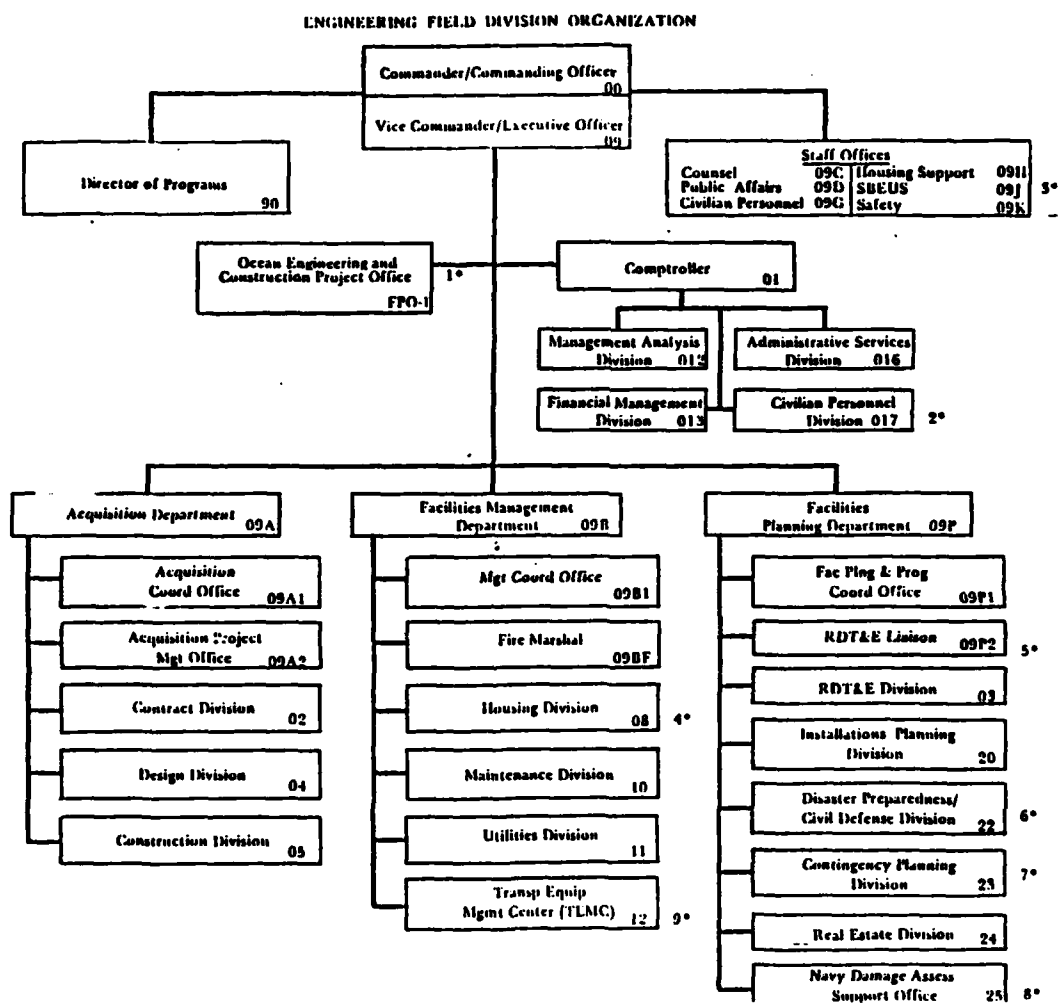 ENGINEERING FIELD DIVISION ORGANIZATION
Commander/Commanding Officer
00
Vice Commander/Executive Officer
09
Director of Programs
90
Staff Offices
Counsel 09C
Public Affairs 09D
Civilian Personnel 09G
Housing Support 09H
SBEUS 09J
Safety 09K
3*
Ocean Engineering and
Construction Project Office
FPO-1
1*
Comptroller
01
Management Analysis
Division 012
Administrative Services
Division 016
Financial Management
Division 013
Civilian Personnel
Division 017
2*
Acquisition Department
09A
Facilities Management
Department 09B
Facilities
Planning Department 09P
Acquisition
Coord Office 09A1
Mgt Coord Office
09B1
Fac Plng & Prog
Coord Office 09P1
Acquisition Project
Mgt Office 09A2
Fire Marshal
09BF
RDT&E Liaison
09P2
5*
Contract Division
02
Housing Division
08
4*
RDT&E Division
03
Design Division
04
Maintenance Division
10
Installations Planning
Division
20
Construction Division
05
Utilities Division
11
Disaster Preparedness/
Civil Defense Division
22
6*
Transp Equip
Mgmt Center (TEMC)
12
9*
Contingency Planning
Division
23
7*
Real Estate Division
24
Navy Damage Assess
Support Office
25
8*